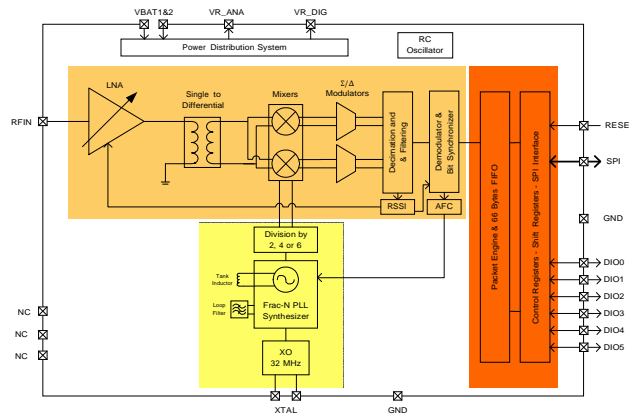 VBAT1&2
VR_ANA
VR_DIG
Power Distribution System
RC
Oscillator
LNA
Single to
Differential
Mixers
Σ/Δ
Modulators
RFIN
Decimation and
& Filtering
Demodulator &
Bit Synchronizer
RSSI
AFC
Packet Engine & 66 Bytes FIFO
Control Registers - Shift Registers - SPI Interface
RESE
SPI
GND
DIO0
DIO1
DIO2
DIO3
DIO4
DIO5
Division by
2, 4 or 6
Tank
Inductor
Loop
Filter
Frac-N PLL
Synthesizer
XO
32 MHz
NC
NC
NC
XTAL
GND